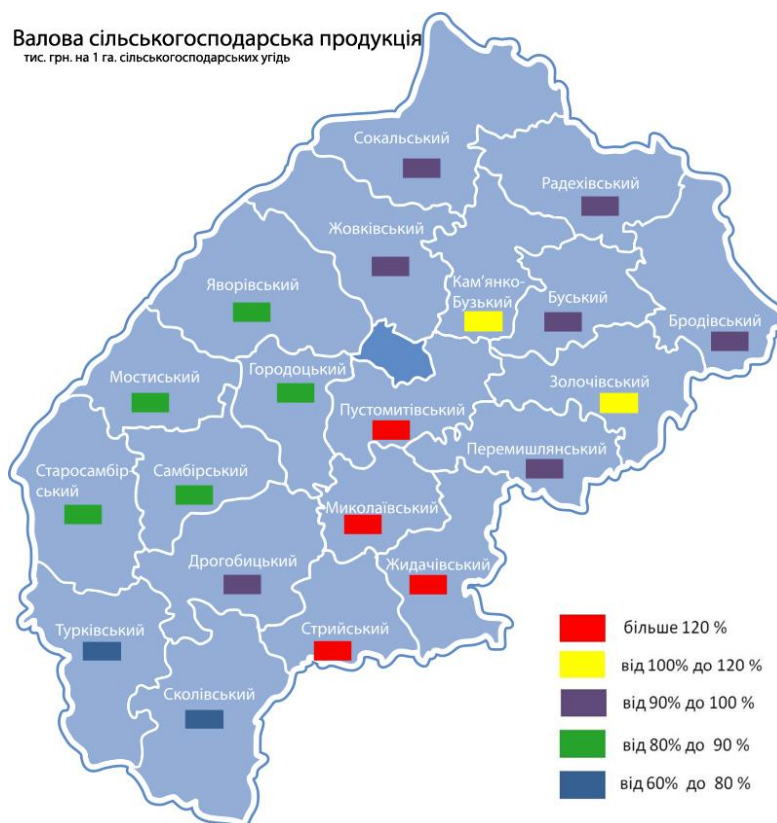 Валова сільськогосподарська продукція
тис. грн. на 1 га. сільськогосподарських угідь
Сокальський
Радехівський
Жовківський
Яворівський
Кам’янко-
Бузький
Буський
Бродівський
Мостиський
Городоцький
Золочівський
Пустомитівський
Перемишлянський
Старосамбір-
ський
Самбірський
Миколаївський
Дрогобицький
Жидачівський
Турківський
Стрийський
Сколівський
більше 120 %
від 100% до 120 %
від 90% до 100 %
від 80% до 90 %
від 60% до 80 %